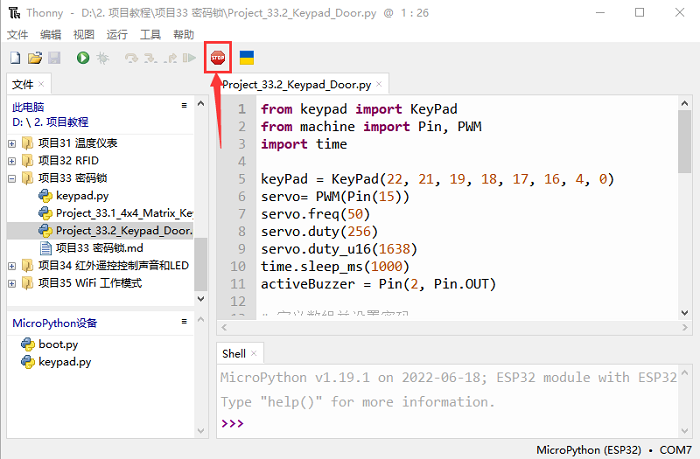 Thonny - D:\2. 项目教程\项目33 密码锁\Project_33.2_Keypad_Door.py @ 1 : 26
文件 编辑 视图 运行 工具 帮助
STOP
文件
此电脑
D: \ 2. 项目教程
项目31 温度仪表
项目32 RFID
项目33 密码锁
keypad.py
Project_33.1_4x4_Matrix_Ke
Project_33.2_Keypad_Door.
项目33 密码锁.md
项目34 红外遥控控制声音和LED
项目35 WiFi 工作模式
MicroPython设备
boot.py
keypad.py
Project_33.2_Keypad_Door.py
1 from keypad import KeyPad
2 from machine import Pin, PWM
3 import time
4
5 keyPad = KeyPad(22, 21, 19, 18, 17, 16, 4, 0)
6 servo= PWM(Pin(15))
7 servo.freq(50)
8 servo.duty(256)
9 servo.duty_u16(1638)
10 time.sleep_ms(1000)
11 activeBuzzer = Pin(2, Pin.OUT)
12
# 定义数组并设置密码
Shell
MicroPython v1.19.1 on 2022-06-18; ESP32 module with ESP32
Type "help()" for more information.
>>>
MicroPython (ESP32) • COM7